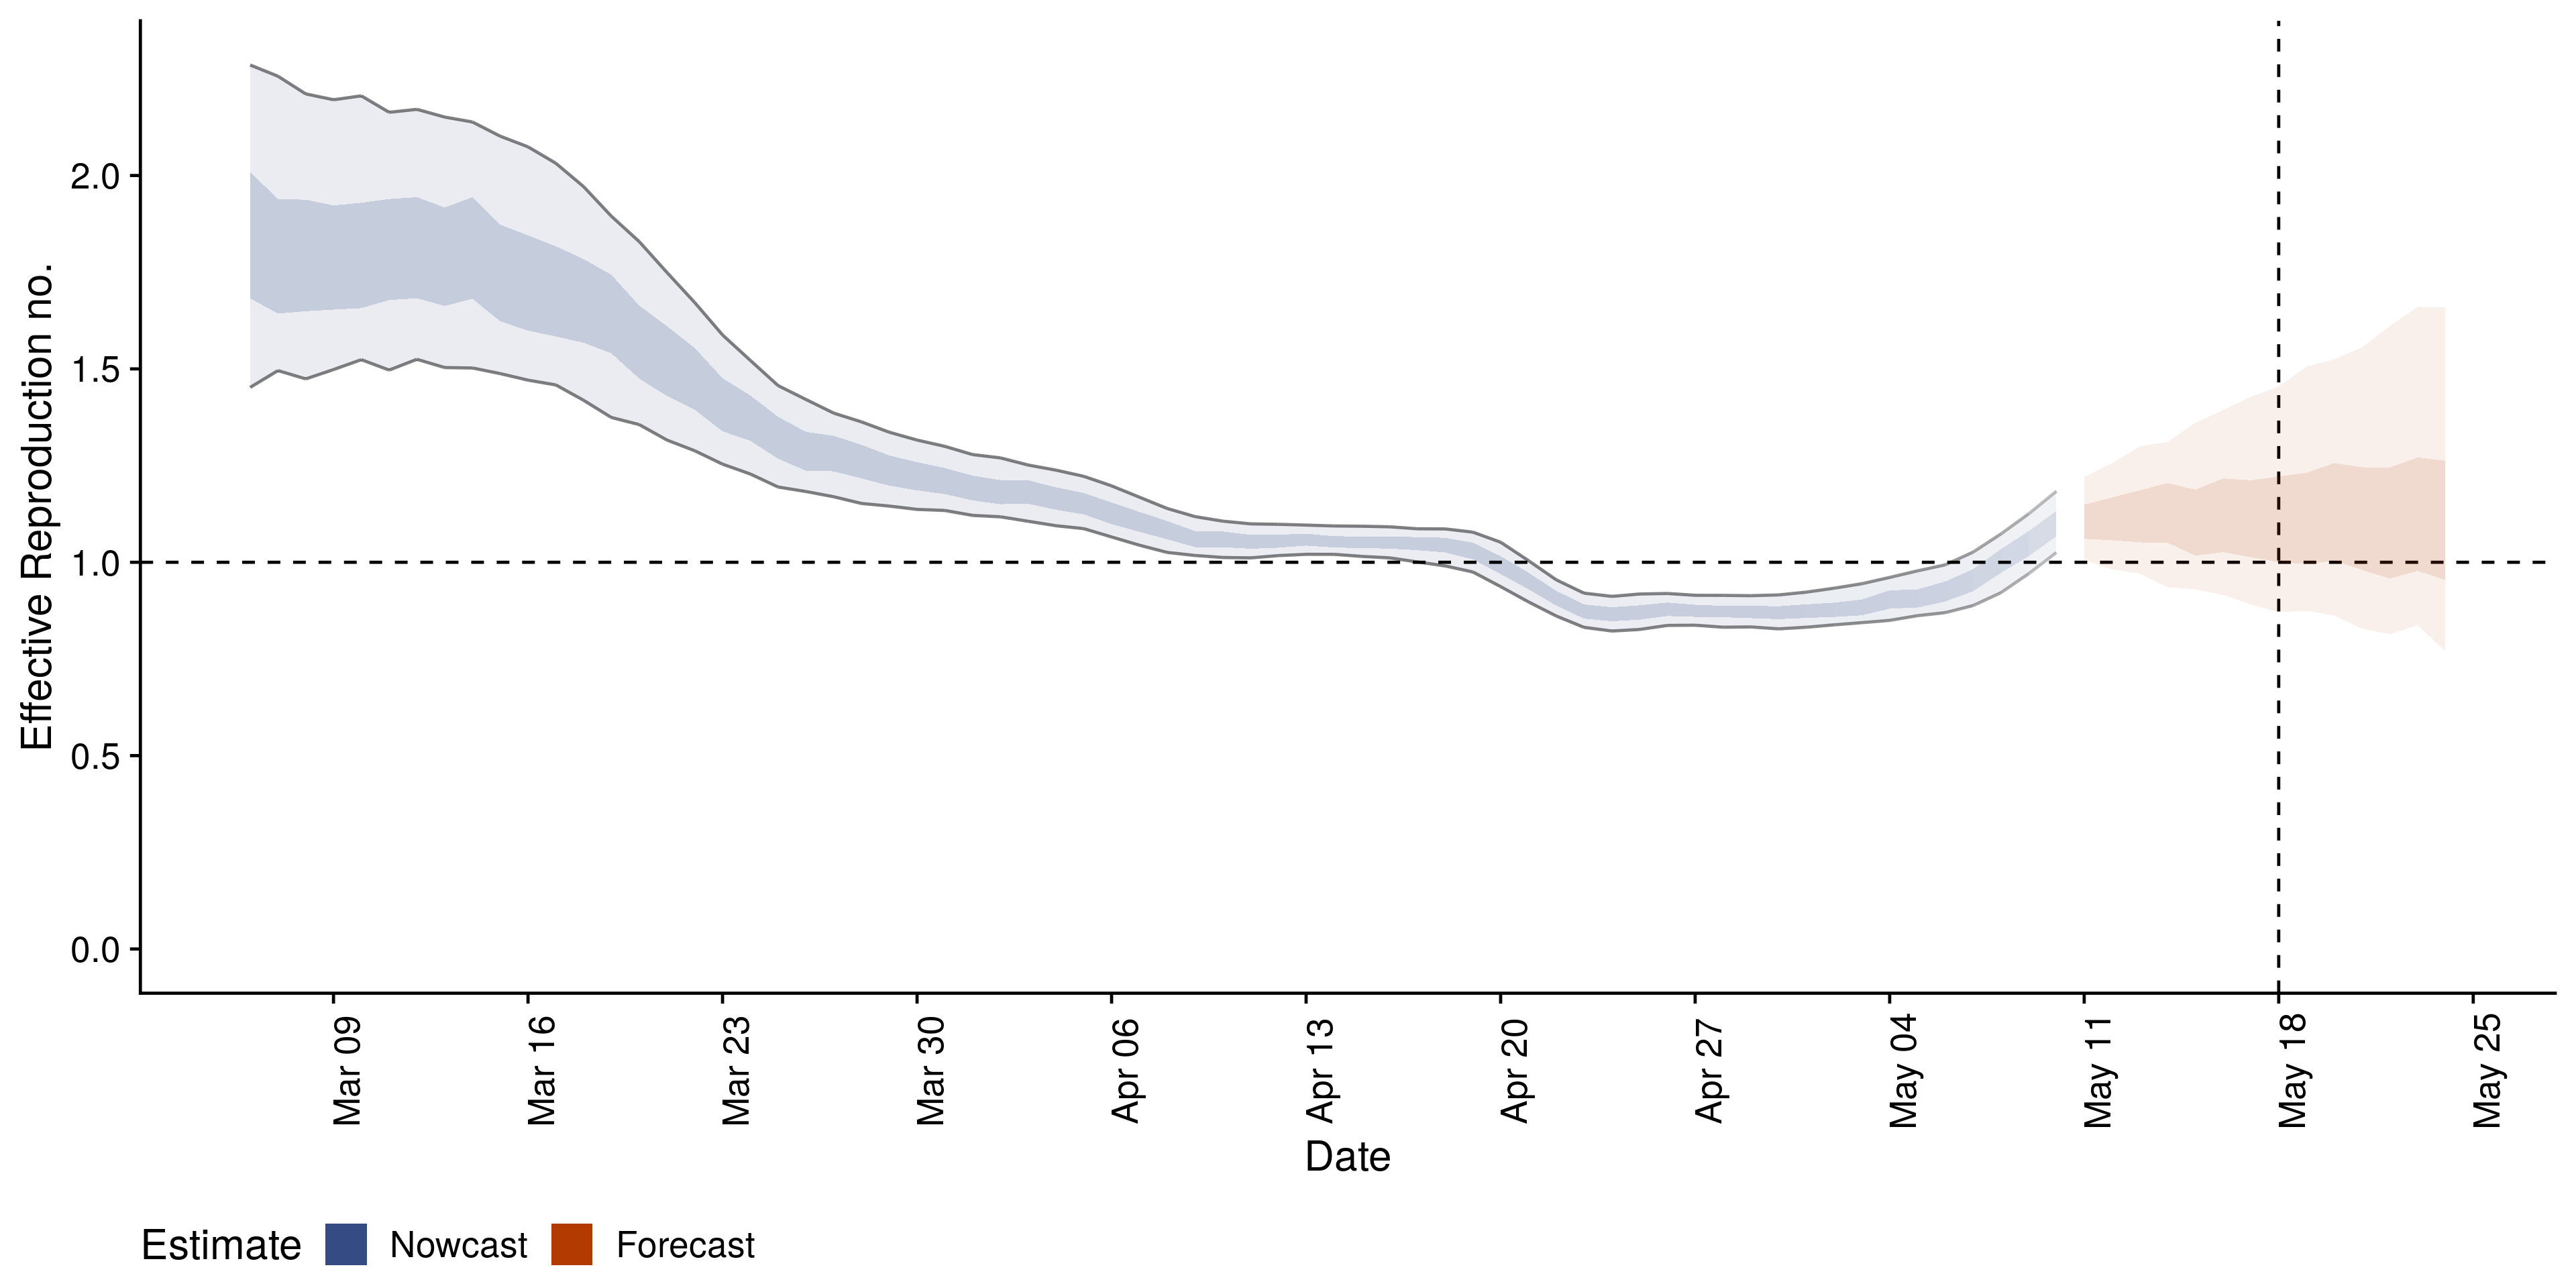 Effective Reproduction no.
2.0
1.5
1.0
0.5
0.0
Mar 09
Mar 16
Mar 23
Mar 30
Apr 06
Apr 13
Apr 20
Apr 27
May 04
May 11
May 18
May 25
Date
Estimate Nowcast Forecast